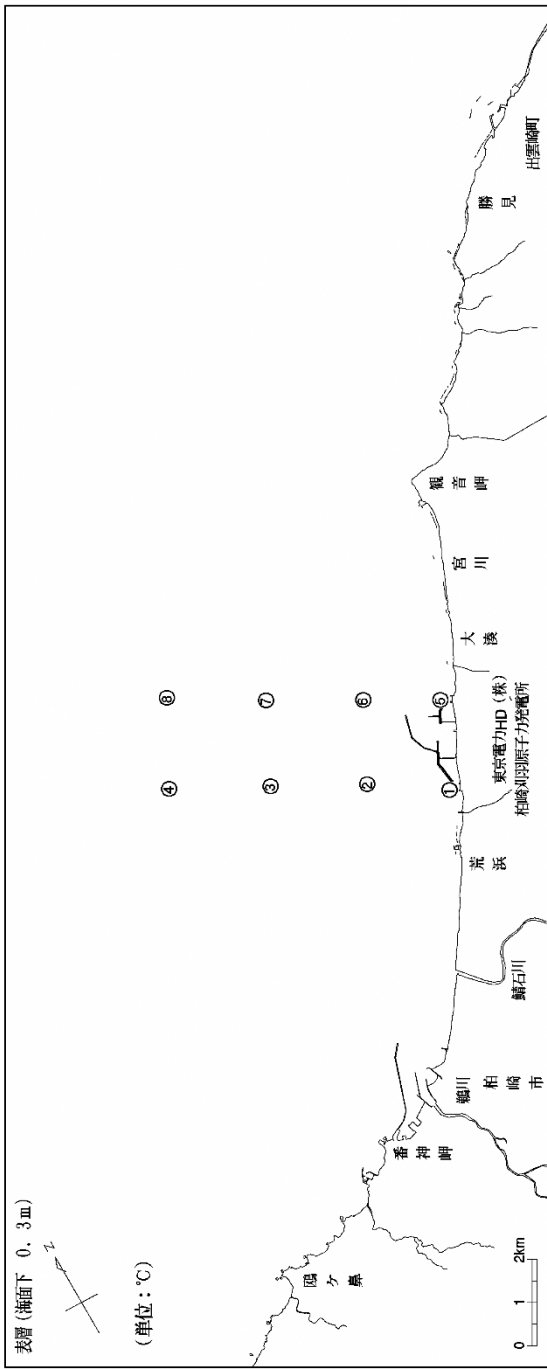 表層(海面下 0.3m)
N
(単位:℃)
④
⑧
③
⑦
②
⑥
①
⑤
鴎ケ鼻
番神岬
鵜川
柏崎市
鯖石川
荒浜
東京電力HD(株)
柏崎刈羽原子力発電所
大湊
宮川
観音岬
勝見
出雲崎町
0 1 2km